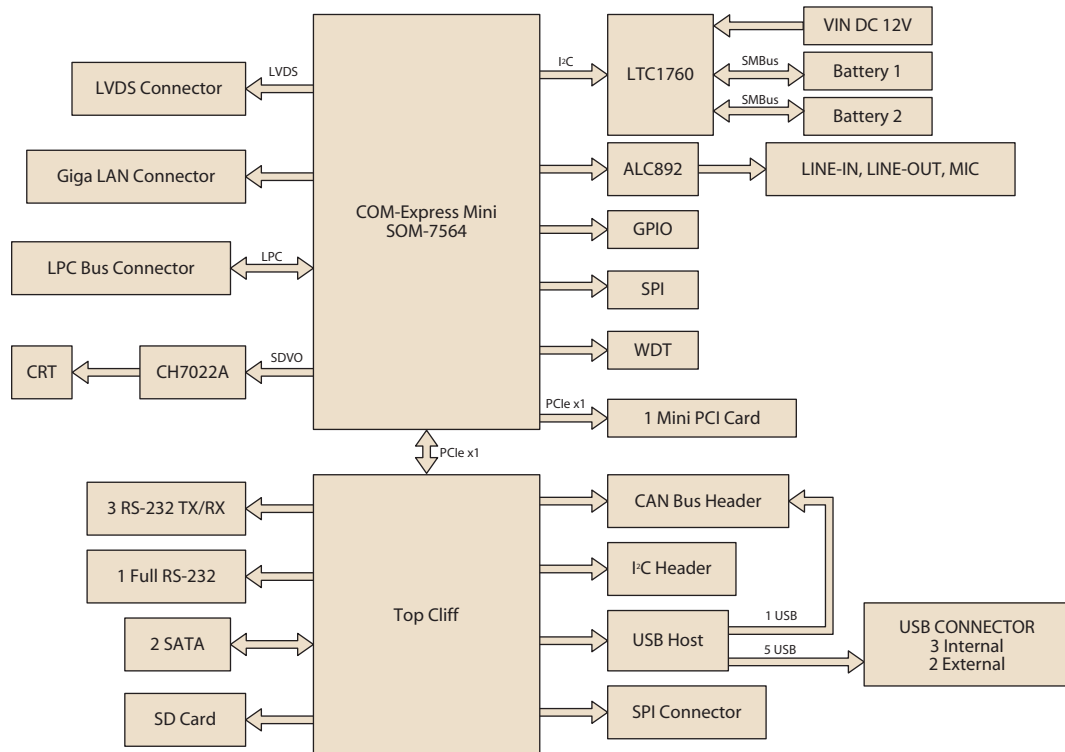 VIN DC 12V
I²C
LTC1760
SMBus
Battery 1
LVDS
LVDS Connector
SMBus
Battery 2
Giga LAN Connector
ALC892
LINE-IN, LINE-OUT, MIC
COM-Express Mini
SOM-7564
GPIO
LPC Bus Connector
LPC
SPI
WDT
CRT
CH7022A
SDVO
PCIe x1
1 Mini PCI Card
PCIe x1
3 RS-232 TX/RX
CAN Bus Header
1 Full RS-232
I²C Header
Top Cliff
2 SATA
USB Host
1 USB
5 USB
USB CONNECTOR
3 Internal
2 External
SD Card
SPI Connector